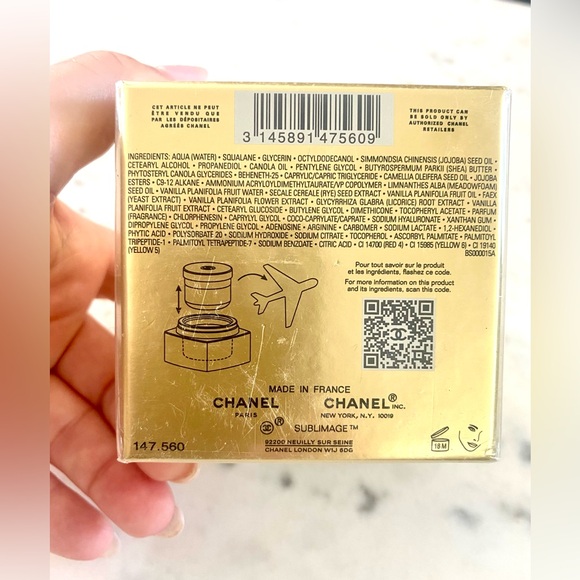 CET ARTICLE NE PEUT
ÊTRE VENDU QUE
PAR LES DÉPOSITAIRES
AGRÉÉS CHANEL
THIS PRODUCT CAN
BE SOLD ONLY BY
AUTHORIZED CHANEL
RETAILERS
3 145891 475609
INGREDIENTS: AQUA (WATER) • SQUALANE • GLYCERIN • OCTYLDODECANOL • SIMMONDSIA CHINENSIS (JOJOBA) SEED OIL •
CETEARYL ALCOHOL • PROPANEDIOL • CANOLA OIL • PENTYLENE GLYCOL • BUTYROSPERMUM PARKII (SHEA) BUTTER •
PHYTOSTERYL CANOLA GLYCERIDES • BEHENETH-25 • CAPRYLIC/CAPRIC TRIGLYCERIDE • CAMELLIA OLEIFERA SEED OIL • JOJOBA
ESTERS • C9-12 ALKANE • AMMONIUM ACRYLOYLDIMETHYLTAURATE/VP COPOLYMER • LIMNANTHES ALBA (MEADOWFOAM)
SEED OIL • VANILLA PLANIFOLIA FRUIT WATER • SECALE CEREALE (RYE) SEED EXTRACT • VANILLA PLANIFOLIA FRUIT OIL • FAEX
(YEAST EXTRACT) • VANILLA PLANIFOLIA FLOWER EXTRACT • GLYCYRRHIZA GLABRA (LICORICE) ROOT EXTRACT • VANILLA
PLANIFOLIA FRUIT EXTRACT • CETEARYL GLUCOSIDE • BUTYLENE GLYCOL • DIMETHICONE • TOCOPHERYL ACETATE • PARFUM
(FRAGRANCE) • CHLORPHENESIN • CAPRYLYL GLYCOL • COCO-CAPRYLATE/CAPRATE • SODIUM HYALURONATE • XANTHAN GUM •
DIPROPYLENE GLYCOL • PROPYLENE GLYCOL • ADENOSINE • ARGININE • CARBOMER • SODIUM LACTATE • 1,2-HEXANEDIOL •
PHYTIC ACID • POLYSORBATE 20 • SODIUM HYDROXIDE • SODIUM CITRATE • TOCOPHEROL • ASCORBYL PALMITATE • PALMITOYL
TRIPEPTIDE-1 • PALMITOYL TETRAPEPTIDE-7 • SODIUM BENZOATE • CITRIC ACID • CI 14700 (RED 4) • CI 15985 (YELLOW 6) • CI 19140
(YELLOW 5)
BS000015A
Pour tout savoir sur le produit
et les ingrédients, flashez ce code.
For more information on this product
and its ingredients, scan this code.
MADE IN FRANCE
CHANEL CHANEL® INC.
PARIS NEW YORK, N.Y. 10019
® SUBLIMAGE™
92200 NEUILLY SUR SEINE
CHANEL LONDON W1J 5DG
147.560
18 M